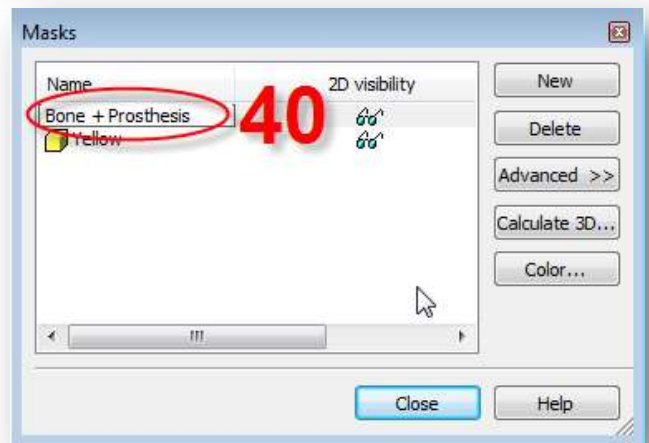 Masks
Name 2D visibility
Bone + Prosthesis
40
Yellow
New
Delete
Advanced >>
Calculate 3D...
Color...
Close
Help